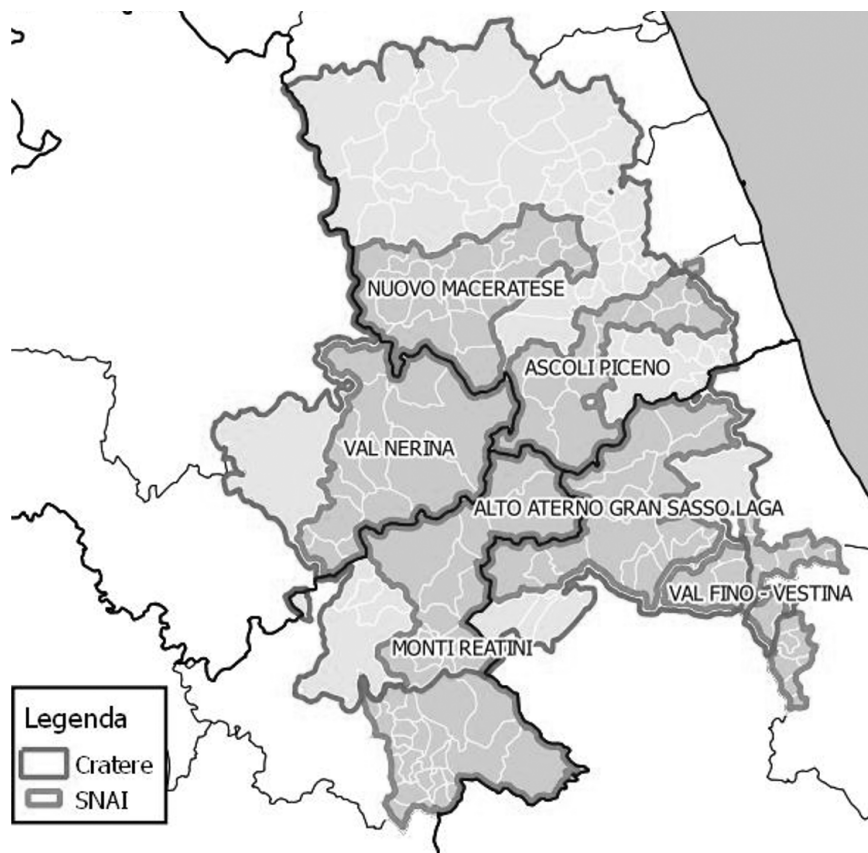 NUOVO MACERATESE
ASCOLI PICENO
VAL NERINA
ALTO ATERNO GRAN SASSO LAGA
VAL FINO - VESTINA
MONTI REATINI
Legenda
Cratere
SNAI